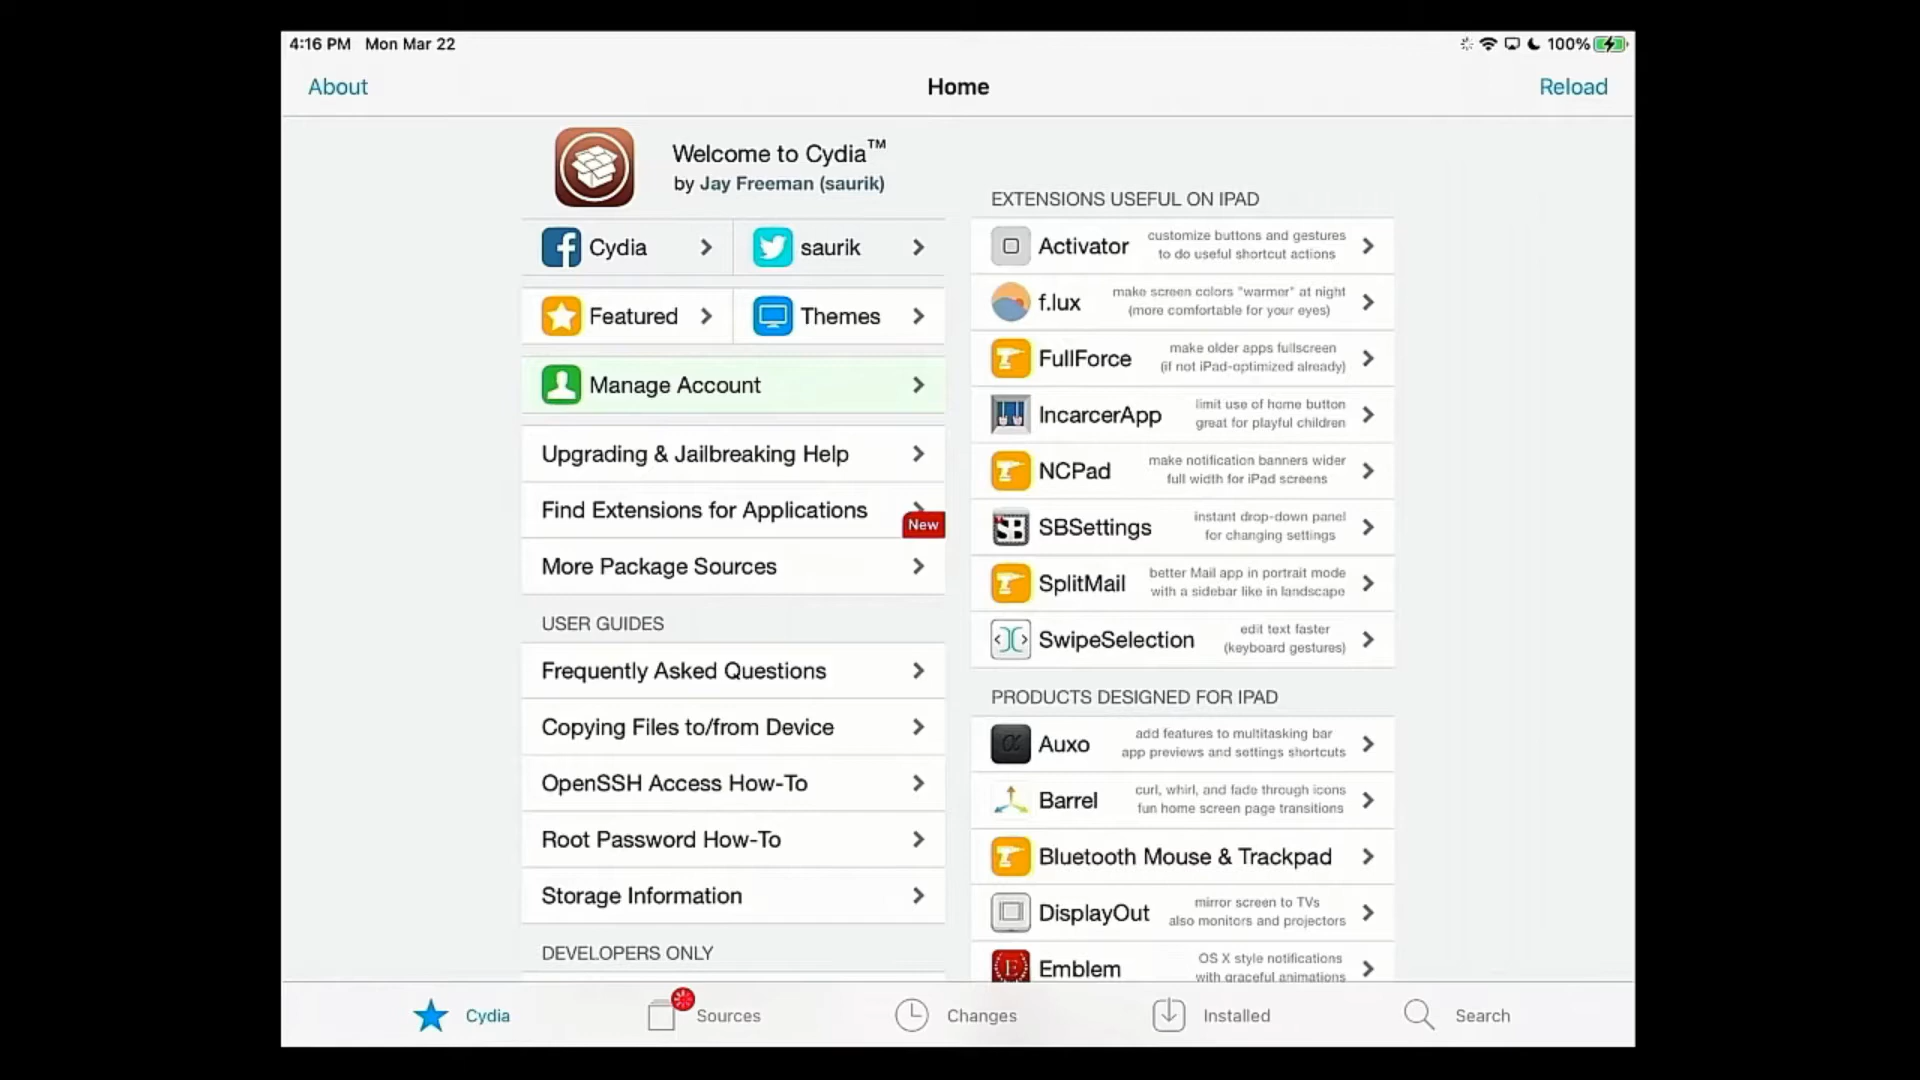 4:16 PM Mon Mar 22
100%
About
Home
Reload
Welcome to Cydia™
by Jay Freeman (saurik)
Cydia
saurik
Featured
Themes
Manage Account
Upgrading & Jailbreaking Help
Find Extensions for Applications
New
More Package Sources
USER GUIDES
Frequently Asked Questions
Copying Files to/from Device
OpenSSH Access How-To
Root Password How-To
Storage Information
DEVELOPERS ONLY
EXTENSIONS USEFUL ON IPAD
Activator
customize buttons and gestures
to do useful shortcut actions
f.lux
make screen colors "warmer" at night
(more comfortable for your eyes)
FullForce
make older apps fullscreen
(if not iPad-optimized already)
IncarcerApp
limit use of home button
great for playful children
NCPad
make notification banners wider
full width for iPad screens
SBSettings
instant drop-down panel
for changing settings
SplitMail
better Mail app in portrait mode
with a sidebar like in landscape
SwipeSelection
edit text faster
(keyboard gestures)
PRODUCTS DESIGNED FOR IPAD
Auxo
add features to multitasking bar
app previews and settings shortcuts
Barrel
curl, whirl, and fade through icons
fun home screen page transitions
Bluetooth Mouse & Trackpad
DisplayOut
mirror screen to TVs
also monitors and projectors
Emblem
OS X style notifications
with graceful animations
Cydia
Sources
Changes
Installed
Search